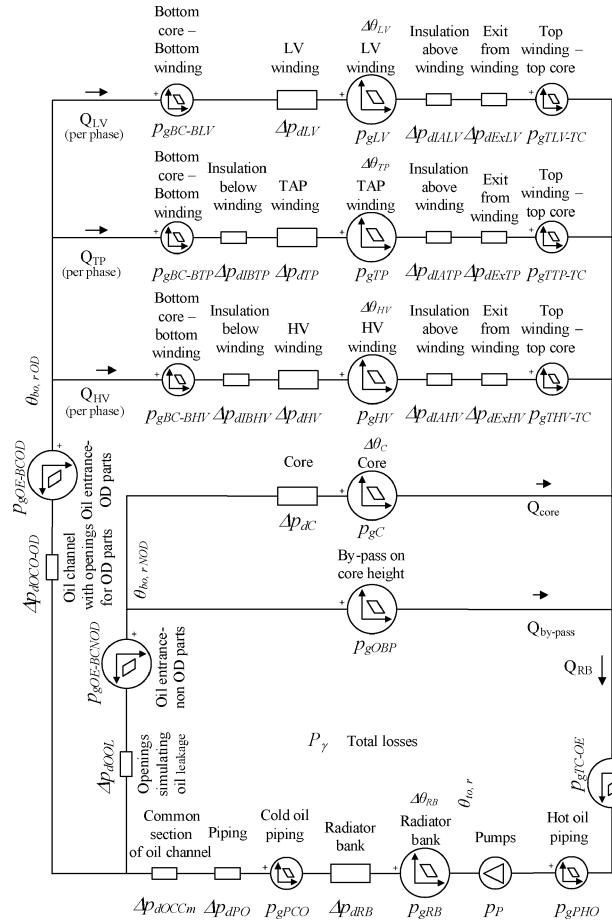 Bottom
core –
Bottom
winding
LV
winding
Δθ_LV
LV
winding
Insulation
above
winding
Exit
from
winding
Top
winding –
top core
+
+
+
Q_LV
(per phase)
p_gBC-BLV
Δp_dLV
p_gLV
Δp_dIALV
Δp_dExLV
p_gTLV-TC
Bottom
core –
Bottom
winding
Insulation
below
winding
TAP
winding
Δθ_TP
TAP
winding
Insulation
above
winding
Exit
from
winding
Top
winding –
top core
+
+
+
Q_TP
(per phase)
p_gBC-BTP
Δp_dIBTP
Δp_dTP
p_gTP
Δp_dIATP
Δp_dExTP
p_gTTP-TC
Bottom
core –
bottom
winding
Insulation
below
winding
HV
winding
Δθ_HV
HV
winding
Insulation
above
winding
Exit
from
winding
Top
winding –
top core
+
+
+
Q_HV
(per phase)
p_gBC-BHV
Δp_dIBHV
Δp_dHV
p_gHV
Δp_dIAHV
Δp_dExHV
p_gTHV-TC
θ_bo, r OD
+
p_gOE-BCOD
Oil entrance-
OD parts
Δp_dOCO-OD
Oil channel
with openings
for OD parts
Core
Δp_dC
Δθ_C
Core
+
p_gC
Q_core
θ_bo, r NOD
By-pass on
core height
+
p_gOBP
Q_by-pass
+
p_gOE-BCNOD
Oil entrance-
non OD parts
Q_RB
Δp_dOOL
Openings
simulating
oil leakage
P_γ Total losses
+
p_gTC-OE
Common
section
of oil channel
Piping
Cold oil
piping
Radiator
bank
Δθ_RB
Radiator
bank
θ_to, r
Pumps
Hot oil
piping
+
+
+
Δp_dOCCm
Δp_dPO
p_gPCO
Δp_dRB
p_gRB
p_P
p_gPHO